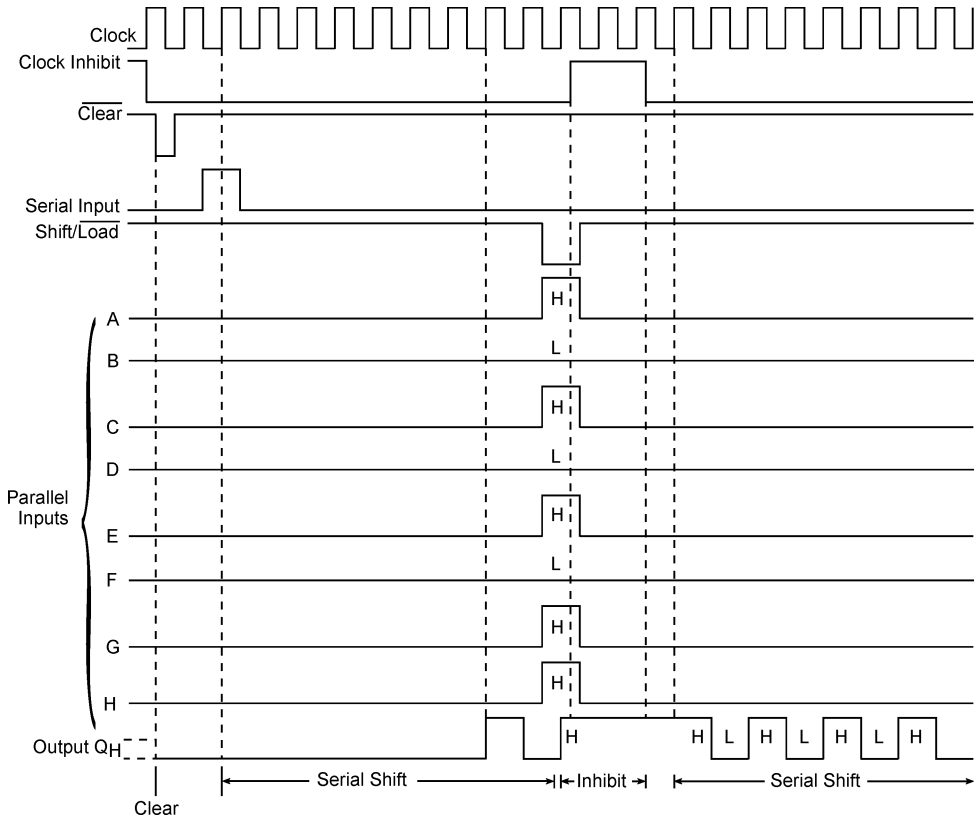 Clock
Clock Inhibit
Clear
Serial Input
Shift/Load
H
A
L
B
H
C
L
D
Parallel
Inputs
H
E
L
F
H
G
H
H
Output QH
H H L H L H L H
Serial Shift Inhibit Serial Shift
Clear